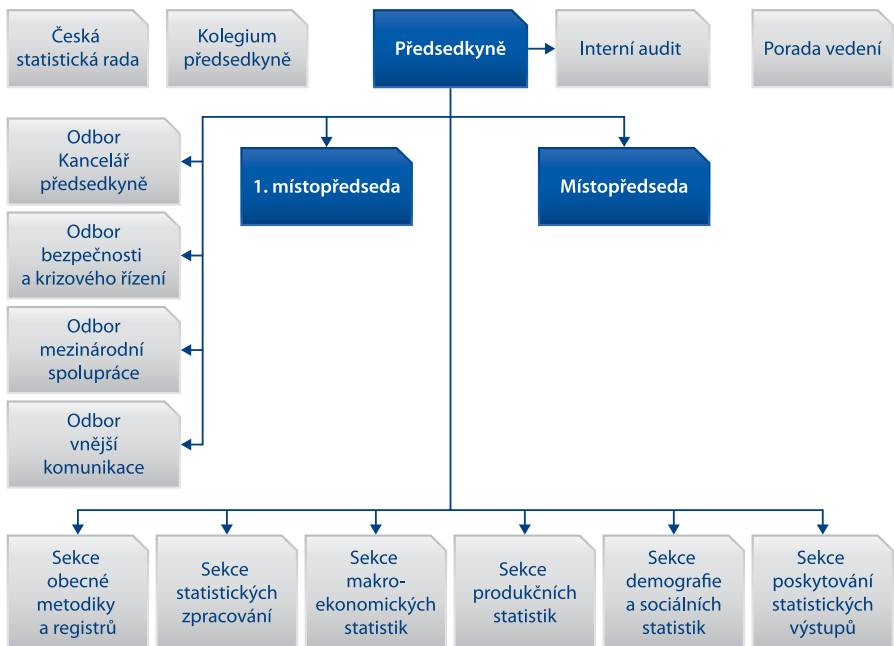 Česká
statistická rada
Kolegium
předsedkyně
Předsedkyně
Interní audit
Porada vedení
Odbor
Kancelář
předsedkyně
1. místopředseda
Místopředseda
Odbor
bezpečnosti
a krizového řízení
Odbor
mezinárodní
spolupráce
Odbor
vnější
komunikace
Sekce
obecné
metodiky
a registrů
Sekce
statistických
zpracování
Sekce
makro-
ekonomických
statistik
Sekce
produkčních
statistik
Sekce
demografie
a sociálních
statistik
Sekce
poskytování
statistických
výstupů